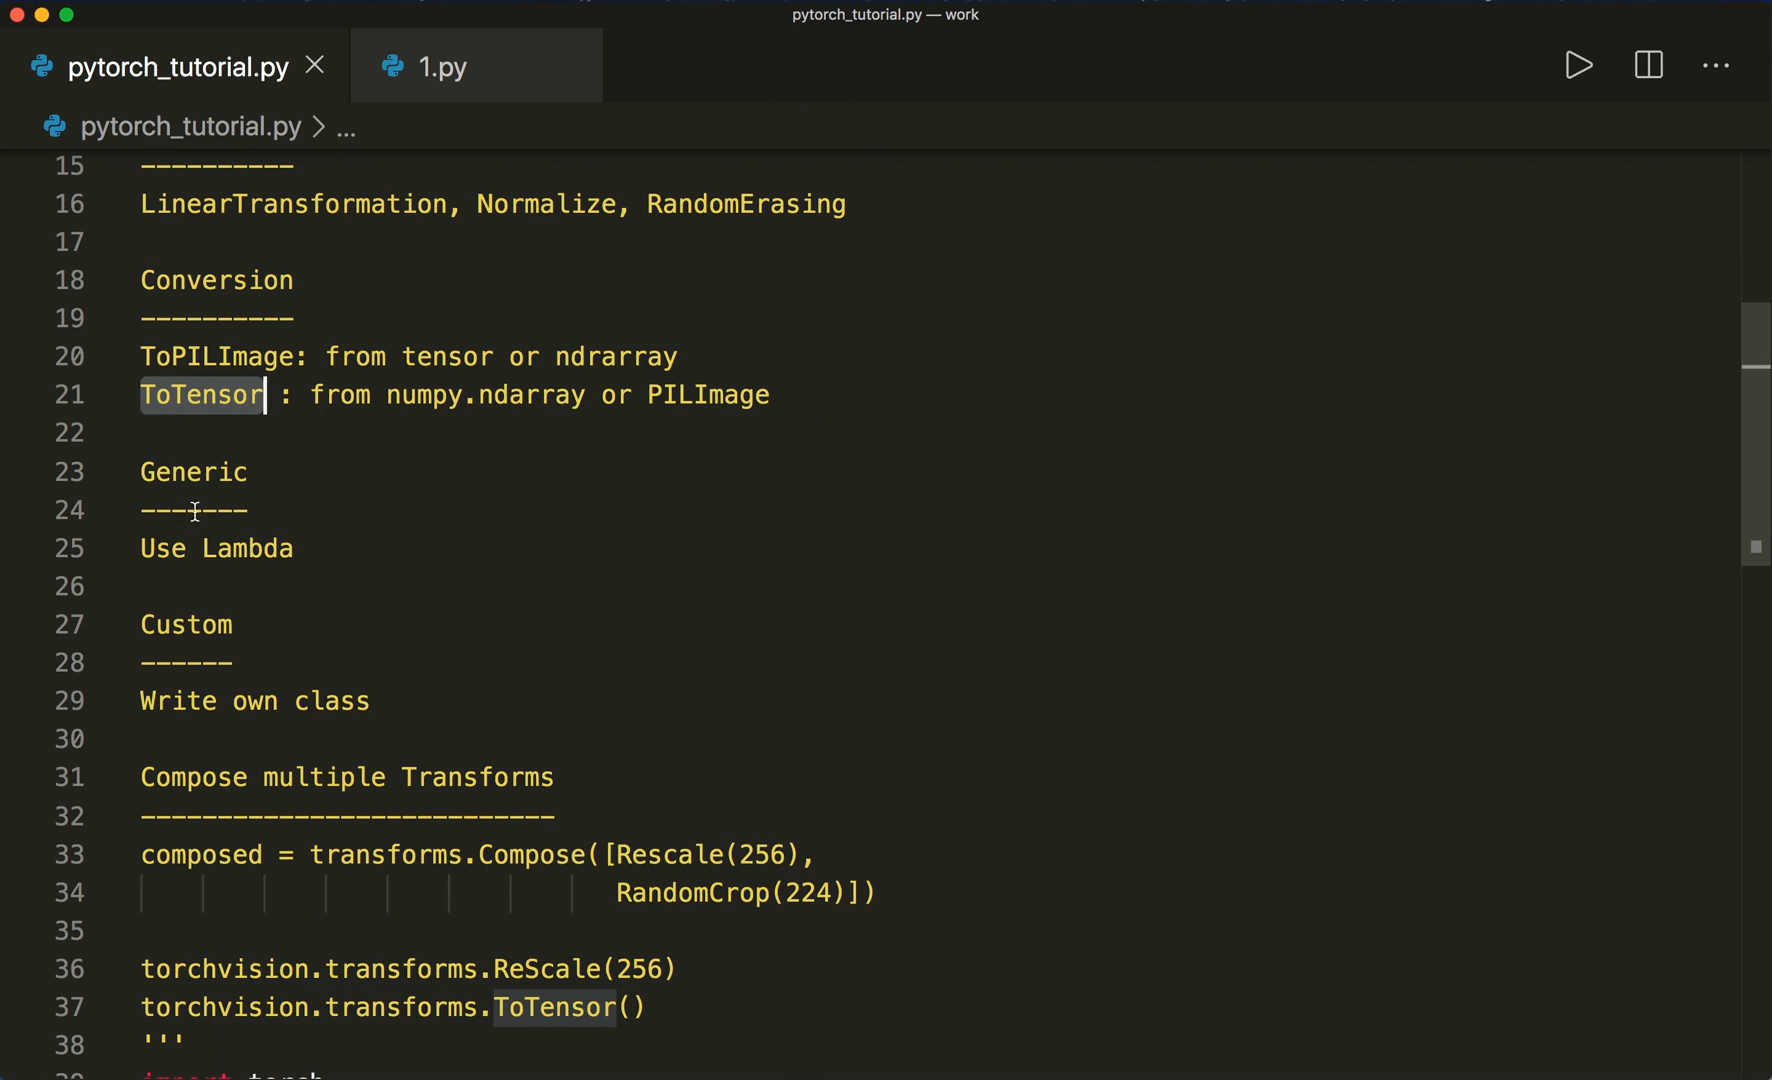 pytorch_tutorial.py — work
pytorch_tutorial.py
1.py
pytorch_tutorial.py > ...
15 ----------
16 LinearTransformation, Normalize, RandomErasing
17
18 Conversion
19 ----------
20 ToPILImage: from tensor or ndrarray
21 ToTensor : from numpy.ndarray or PILImage
22
23 Generic
24 -------
25 Use Lambda
26
27 Custom
28 ------
29 Write own class
30
31 Compose multiple Transforms
32 ---------------------------
33 composed = transforms.Compose([Rescale(256),
34 RandomCrop(224)])
35
36 torchvision.transforms.ReScale(256)
37 torchvision.transforms.ToTensor()
38 '''
39 import torch